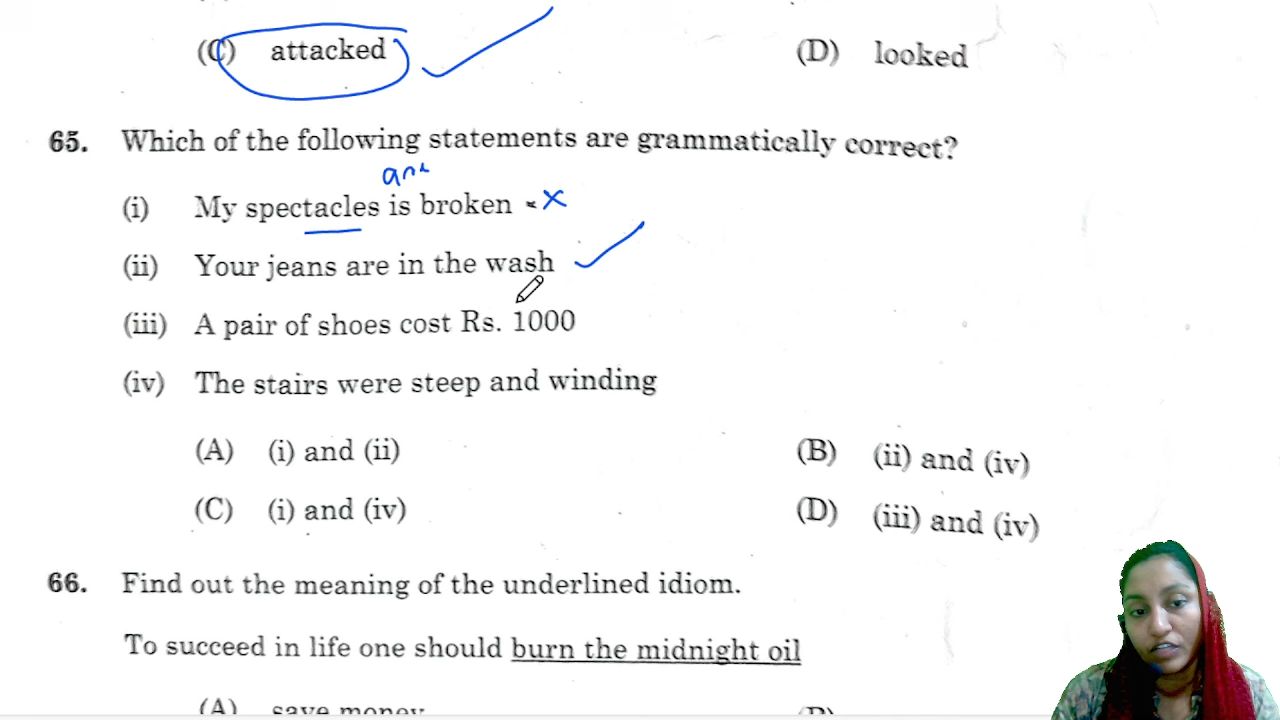 (C) attacked (D) looked
65. Which of the following statements are grammatically correct?
(i) My spectacles is broken
(ii) Your jeans are in the wash
(iii) A pair of shoes cost Rs. 1000
(iv) The stairs were steep and winding
(A) (i) and (ii) (B) (ii) and (iv)
(C) (i) and (iv) (D) (iii) and (iv)
66. Find out the meaning of the underlined idiom.
To succeed in life one should burn the midnight oil
(A) save money